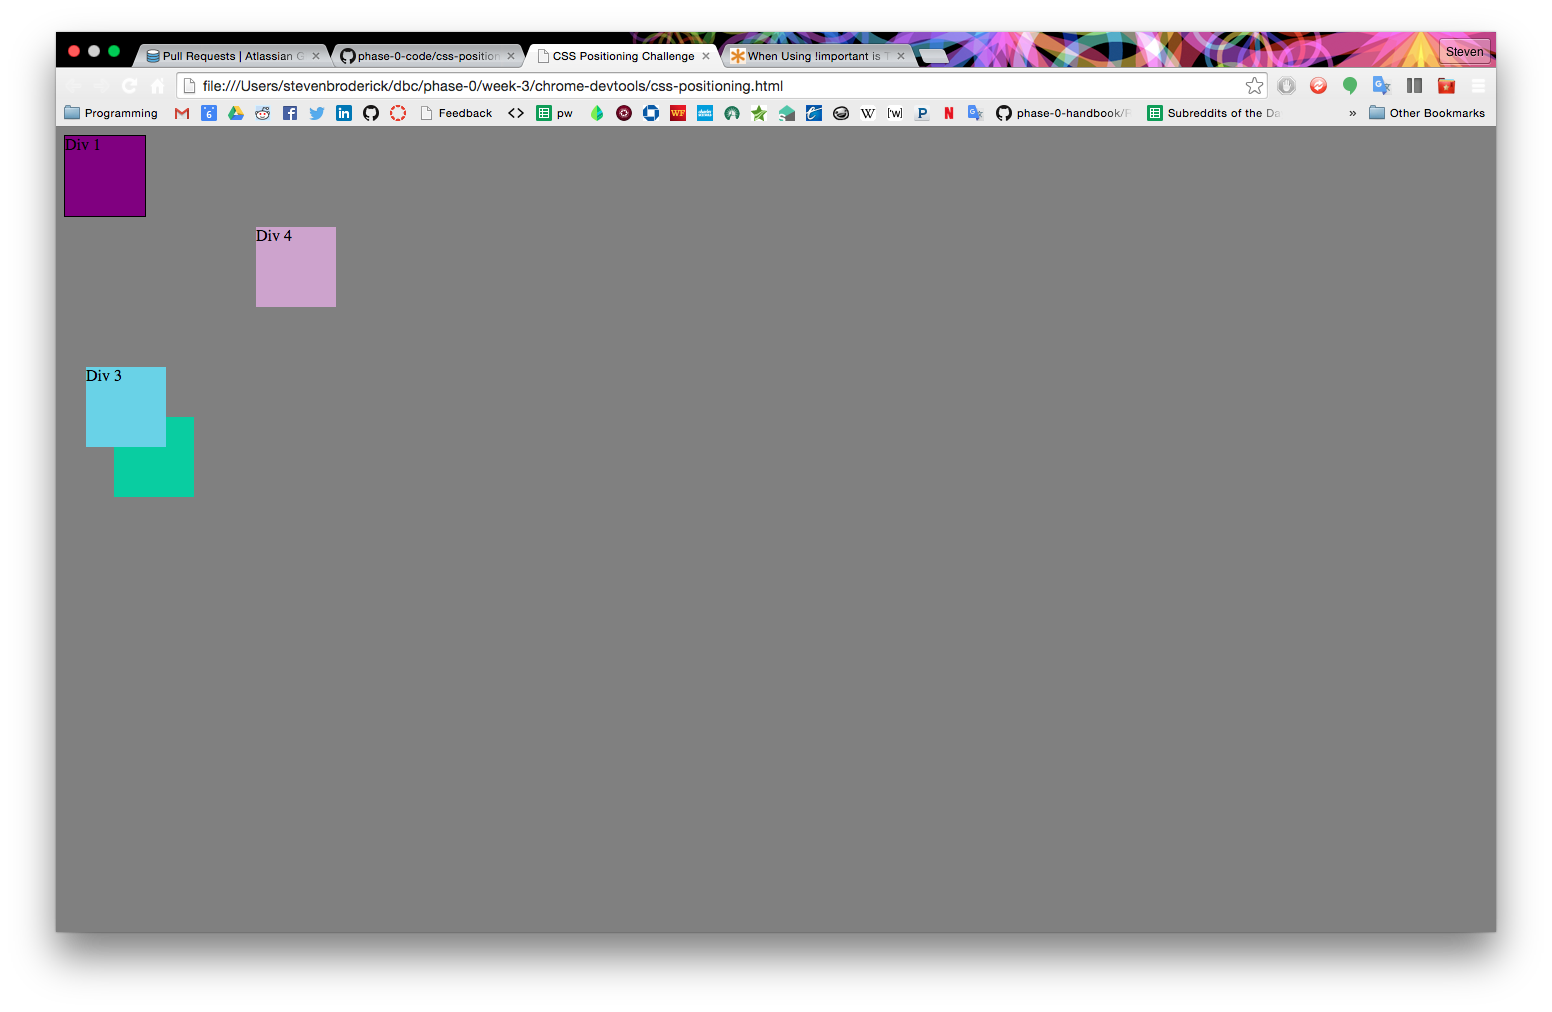 Pull Requests | Atlassian G
phase-0-code/css-position
CSS Positioning Challenge
When Using !important is T
Steven
file:///Users/stevenbroderick/dbc/phase-0/week-3/chrome-devtools/css-positioning.html
Programming
6
Feedback
pw
WF
W
['w]
P
N
phase-0-handbook/
Subreddits of the Da
»
Other Bookmarks
Div 1
Div 4
Div 3